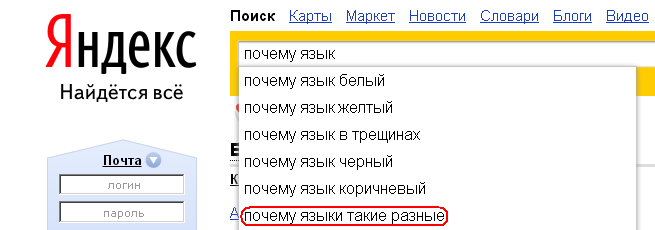 Яндекс
Найдётся всё
Поиск Карты Маркет Новости Словари Блоги Видео
почему язык
почему язык белый
почему язык желтый
почему язык в трещинах
почему язык черный
почему язык коричневый
почему языки такие разные
Почта
логин
пароль